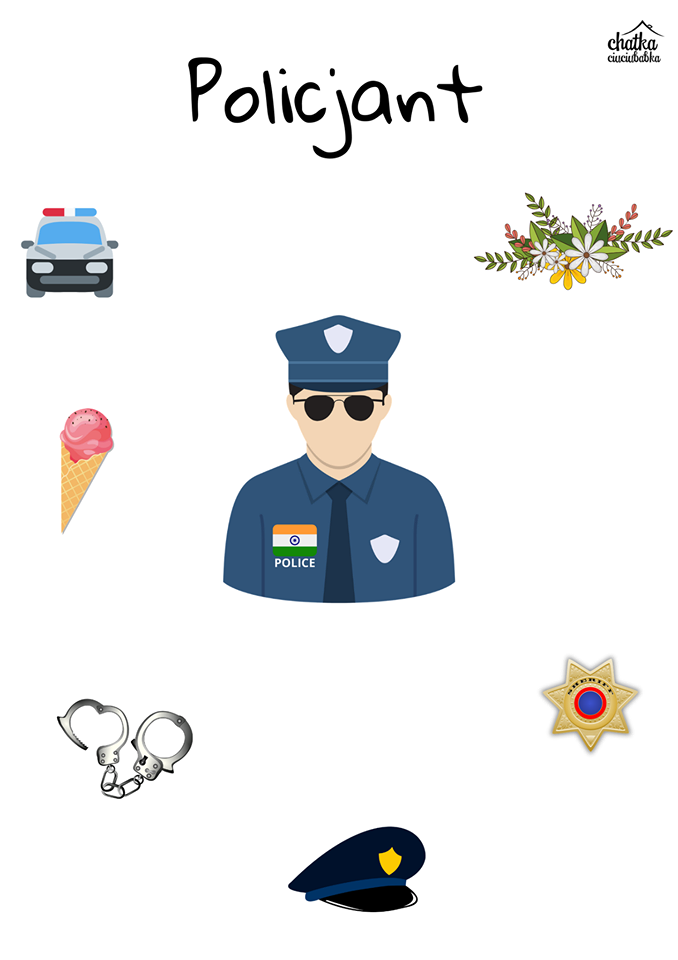 chatka
ciuciubabka
Policjant
POLICE
SHERIFF